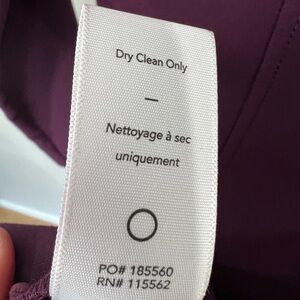 Dry Clean Only
—
Nettoyage à sec
uniquement
PO# 185560
RN# 115562